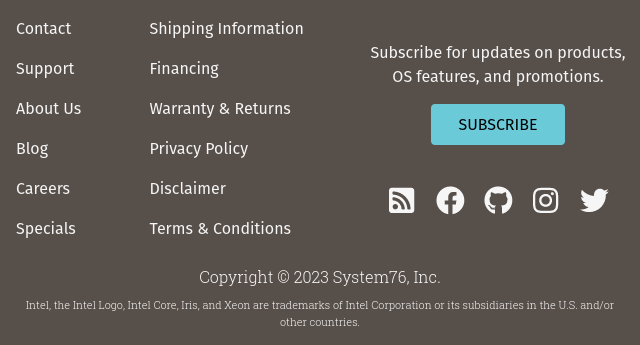 Contact
Support
About Us
Blog
Careers
Specials
Shipping Information
Financing
Warranty & Returns
Privacy Policy
Disclaimer
Terms & Conditions
Subscribe for updates on products,
OS features, and promotions.
SUBSCRIBE
Copyright © 2023 System76, Inc.
Intel, the Intel Logo, Intel Core, Iris, and Xeon are trademarks of Intel Corporation or its subsidiaries in the U.S. and/or
other countries.